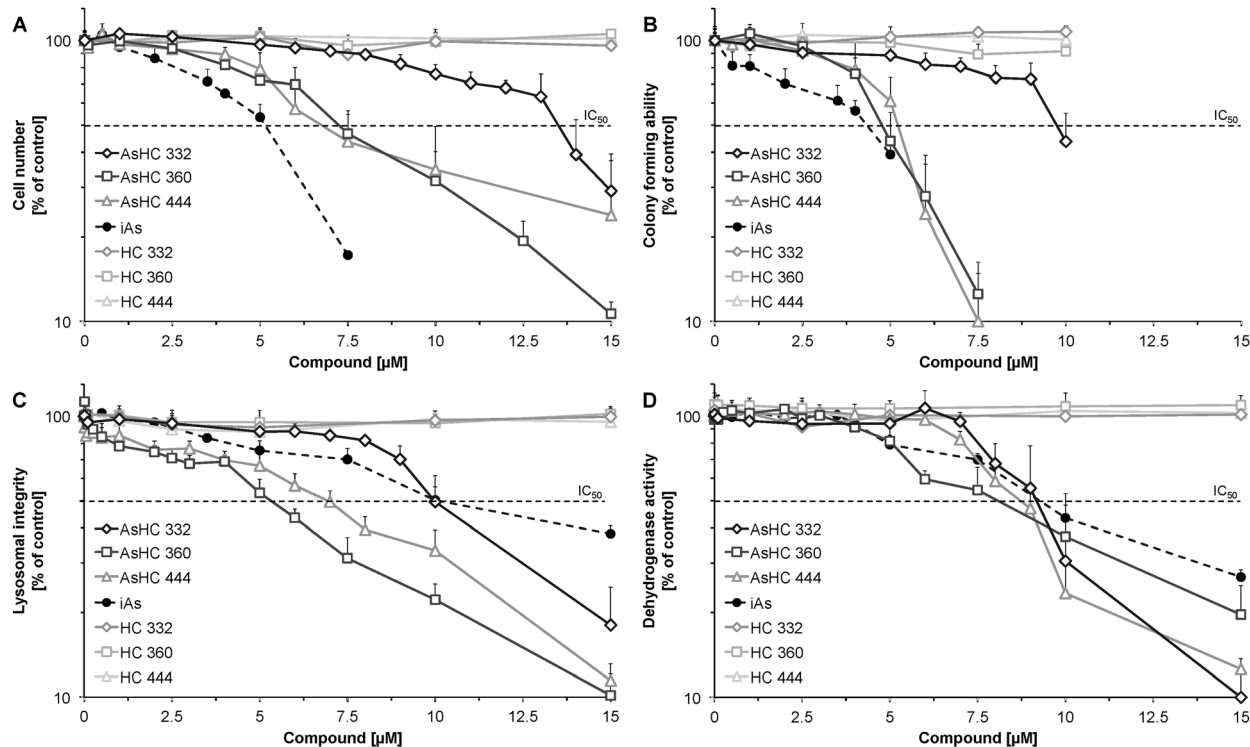 A
Cell number
[% of control]
100
10
IC50
AsHC 332
AsHC 360
AsHC 444
iAs
HC 332
HC 360
HC 444
0 2.5 5 7.5 10 12.5 15
Compound [µM]
B
Colony forming ability
[% of control]
100
10
IC50
AsHC 332
AsHC 360
AsHC 444
iAs
HC 332
HC 360
HC 444
0 2.5 5 7.5 10 12.5 15
Compound [µM]
C
Lysosomal integrity
[% of control]
100
10
IC50
AsHC 332
AsHC 360
AsHC 444
iAs
HC 332
HC 360
HC 444
0 2.5 5 7.5 10 12.5 15
Compound [µM]
D
Dehydrogenase activity
[% of control]
100
10
IC50
AsHC 332
AsHC 360
AsHC 444
iAs
HC 332
HC 360
HC 444
0 2.5 5 7.5 10 12.5 15
Compound [µM]